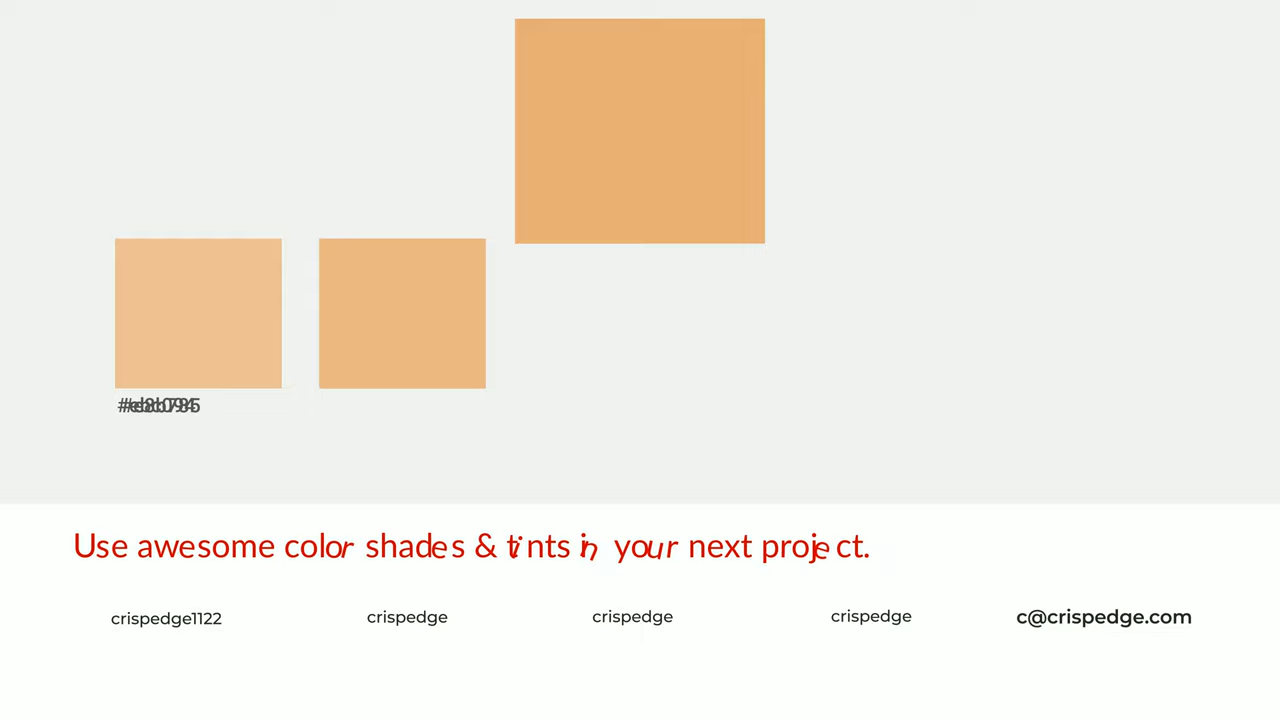 Use awesome color shades & tints in your next project.
crispedge1122 crispedge crispedge crispedge c@crispedge.com